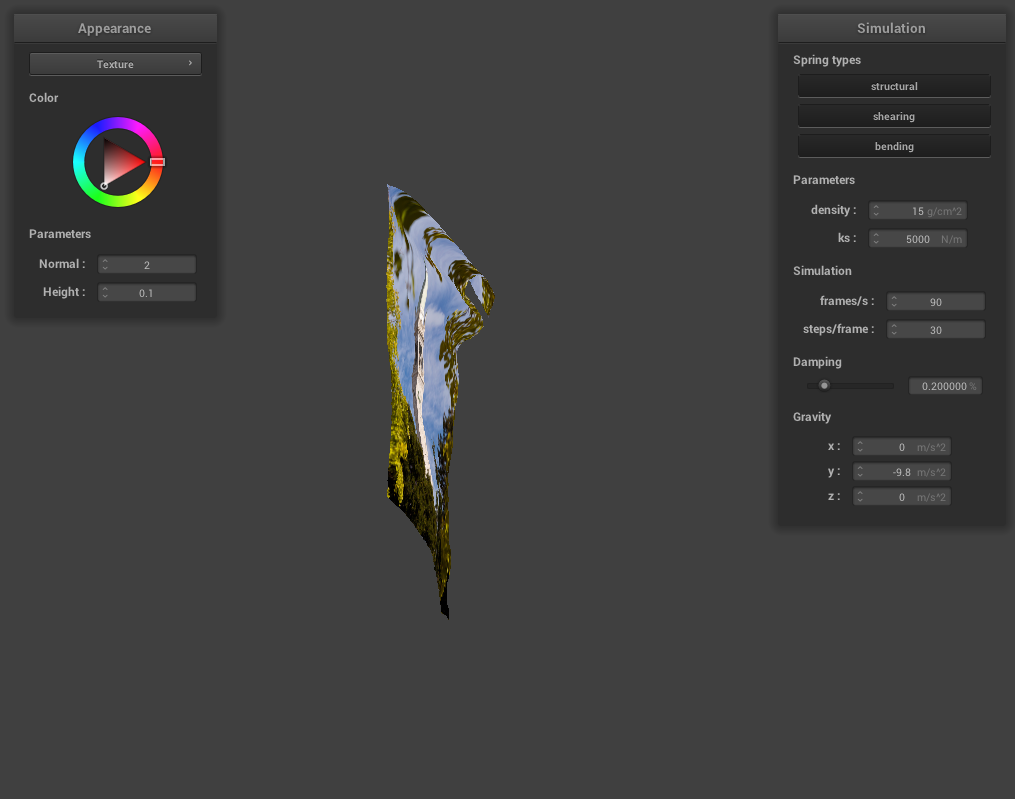 Appearance
Texture
Color
Parameters
Normal : 2
Height : 0.1
Simulation
Spring types
structural
shearing
bending
Parameters
density : 15 g/cm^2
ks : 5000 N/m
Simulation
frames/s : 90
steps/frame : 30
Damping
0.200000 %
Gravity
x : 0 m/s^2
y : -9.8 m/s^2
z : 0 m/s^2